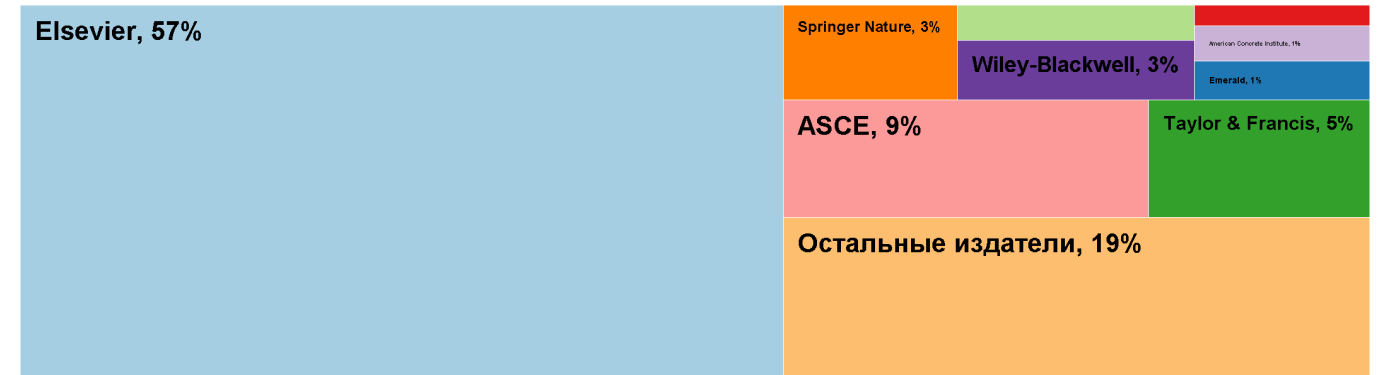 Elsevier, 57%
Springer Nature, 3%
Wiley-Blackwell, 3%
American Concrete Institute, 1%
Emerald, 1%
ASCE, 9%
Taylor & Francis, 5%
Остальные издатели, 19%